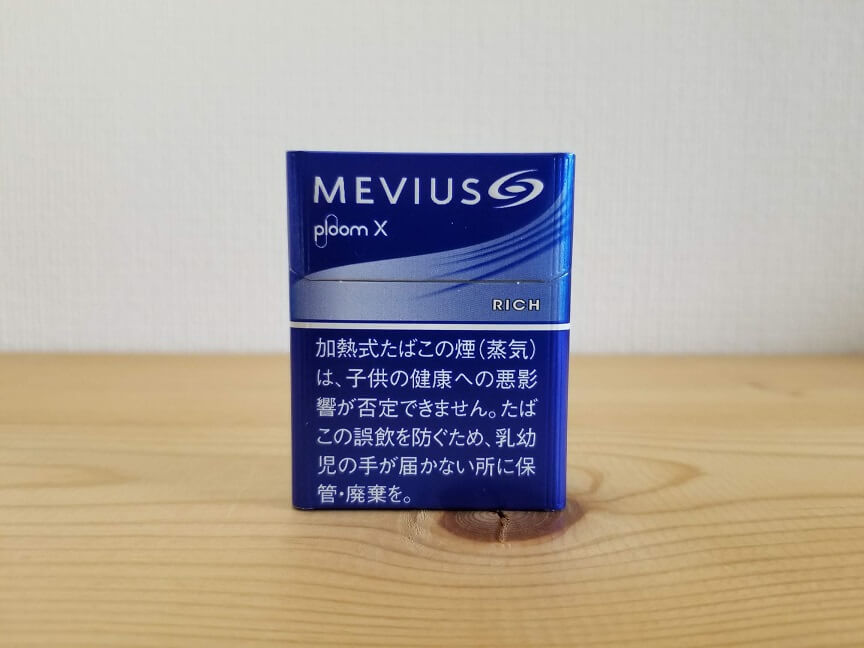 MEVIUS
ploom X
RICH
加熱式たばこの煙(蒸気)
は、子供の健康への悪影
響が否定できません。たば
この誤飲を防ぐため、乳幼
児の手が届かない所に保
管・廃棄を。